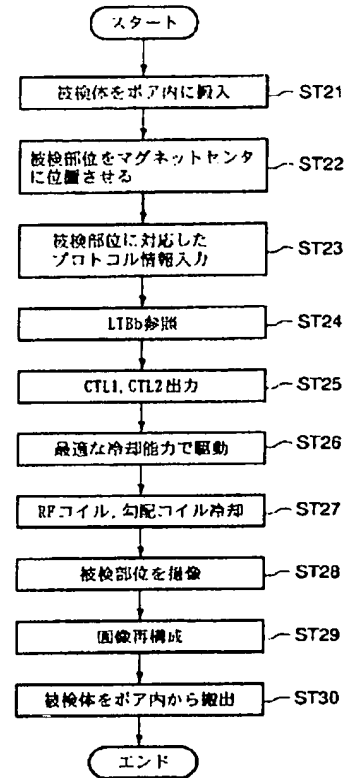 スタート
被検体をボア内に搬入
ST21
被検部位をマグネットセンタ
に位置させる
ST22
被検部位に対応した
プロトコル情報入力
ST23
LTBb参照
ST24
CTL1, CTL2出力
ST25
最適な冷却能力で駆動
ST26
RFコイル, 勾配コイル冷却
ST27
被検部位を撮像
ST28
画像再構成
ST29
被検体をボア内から搬出
ST30
エンド